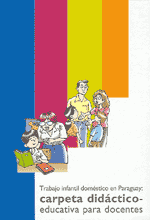 Trabajo infantil doméstico en Paraguay:
carpeta didáctico-
educativa para docentes